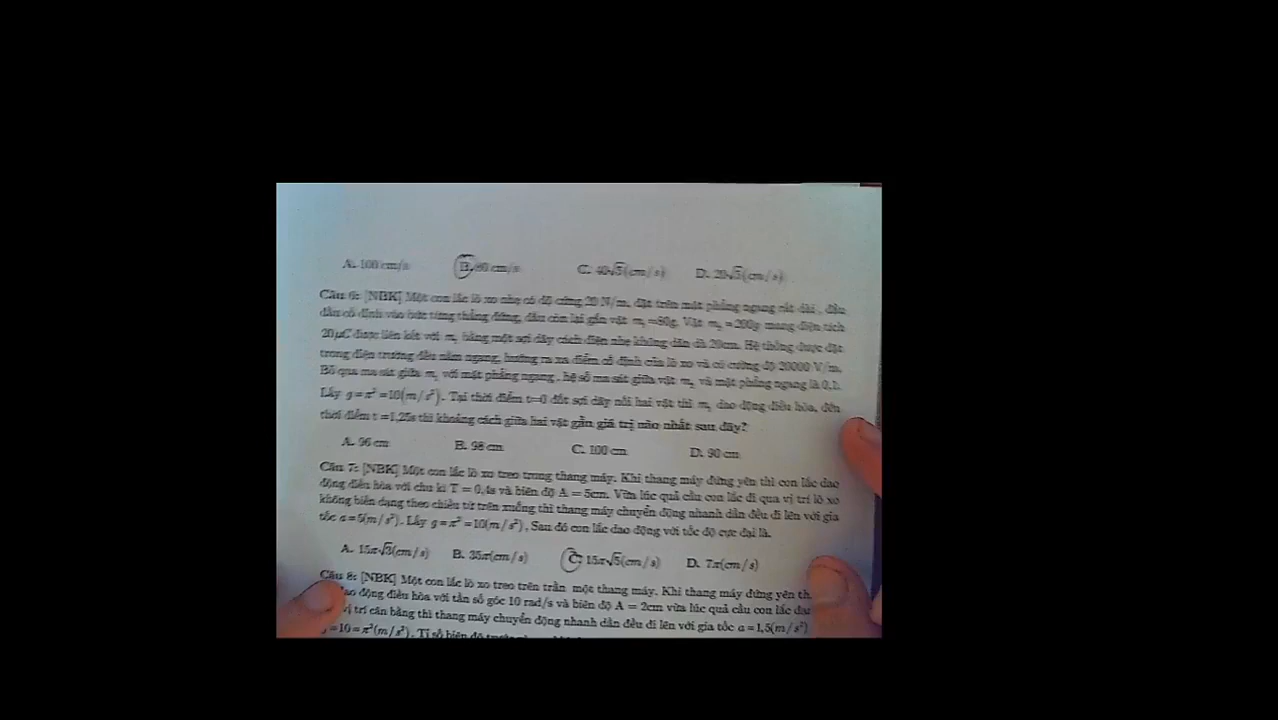 A. 100 cm/s B. 80 cm/s C. 40√5(cm/s) D. 20√5(cm/s)
Câu 6: [NBK] Một con lắc lò xo nhẹ có độ cứng 20 N/m, đặt trên mặt phẳng ngang rất dài, đầu
cố định vào bức tường thẳng đứng, đầu còn lại gắn vật m₁=80g. Vật m₂=200g mang điện tích
20μC được liên kết với m₁ bằng một sợi dây cách điện nhẹ không dãn dài 20cm. Hệ thống được đặt
trong điện trường đều nằm ngang, hướng ra xa điểm cố định của lò xo và có cường độ 20000 V/m.
Bỏ qua ma sát giữa m₁ với mặt phẳng ngang, hệ số ma sát giữa vật m₂ và mặt phẳng ngang là 0,1.
Lấy g=π²=10(m/s²). Tại thời điểm t=0 đốt sợi dây nối hai vật thì m₁ dao động điều hòa, đến
thời điểm t=1,25s thì khoảng cách giữa hai vật gần giá trị nào nhất sau đây?
A. 96 cm B. 98 cm C. 100 cm D. 90 cm
Câu 7: [NBK] Một con lắc lò xo treo trong thang máy. Khi thang máy đứng yên thì con lắc dao
động điều hòa với chu kì T = 0,4s và biên độ A = 5cm. Vừa lúc quả cầu con lắc đi qua vị trí lò xo
không biến dạng theo chiều từ trên xuống thì thang máy chuyển động nhanh dần đều đi lên với gia
tốc a=5(m/s²). Lấy g=π²=10(m/s²). Sau đó con lắc dao động với tốc độ cực đại là.
A. 15π√3(cm/s) B. 35π(cm/s) C. 15π√5(cm/s) D. 7π(cm/s)
Câu 8: [NBK] Một con lắc lò xo treo trên trần một thang máy. Khi thang máy đứng yên th
dao động điều hòa với tần số góc 10 rad/s và biên độ A = 2cm vừa lúc quả cầu con lắc đa
vị trí cân bằng thì thang máy chuyển động nhanh dần đều đi lên với gia tốc a=1,5(m/s²)
=10=π²(m/s²). Tỉ số biên độ